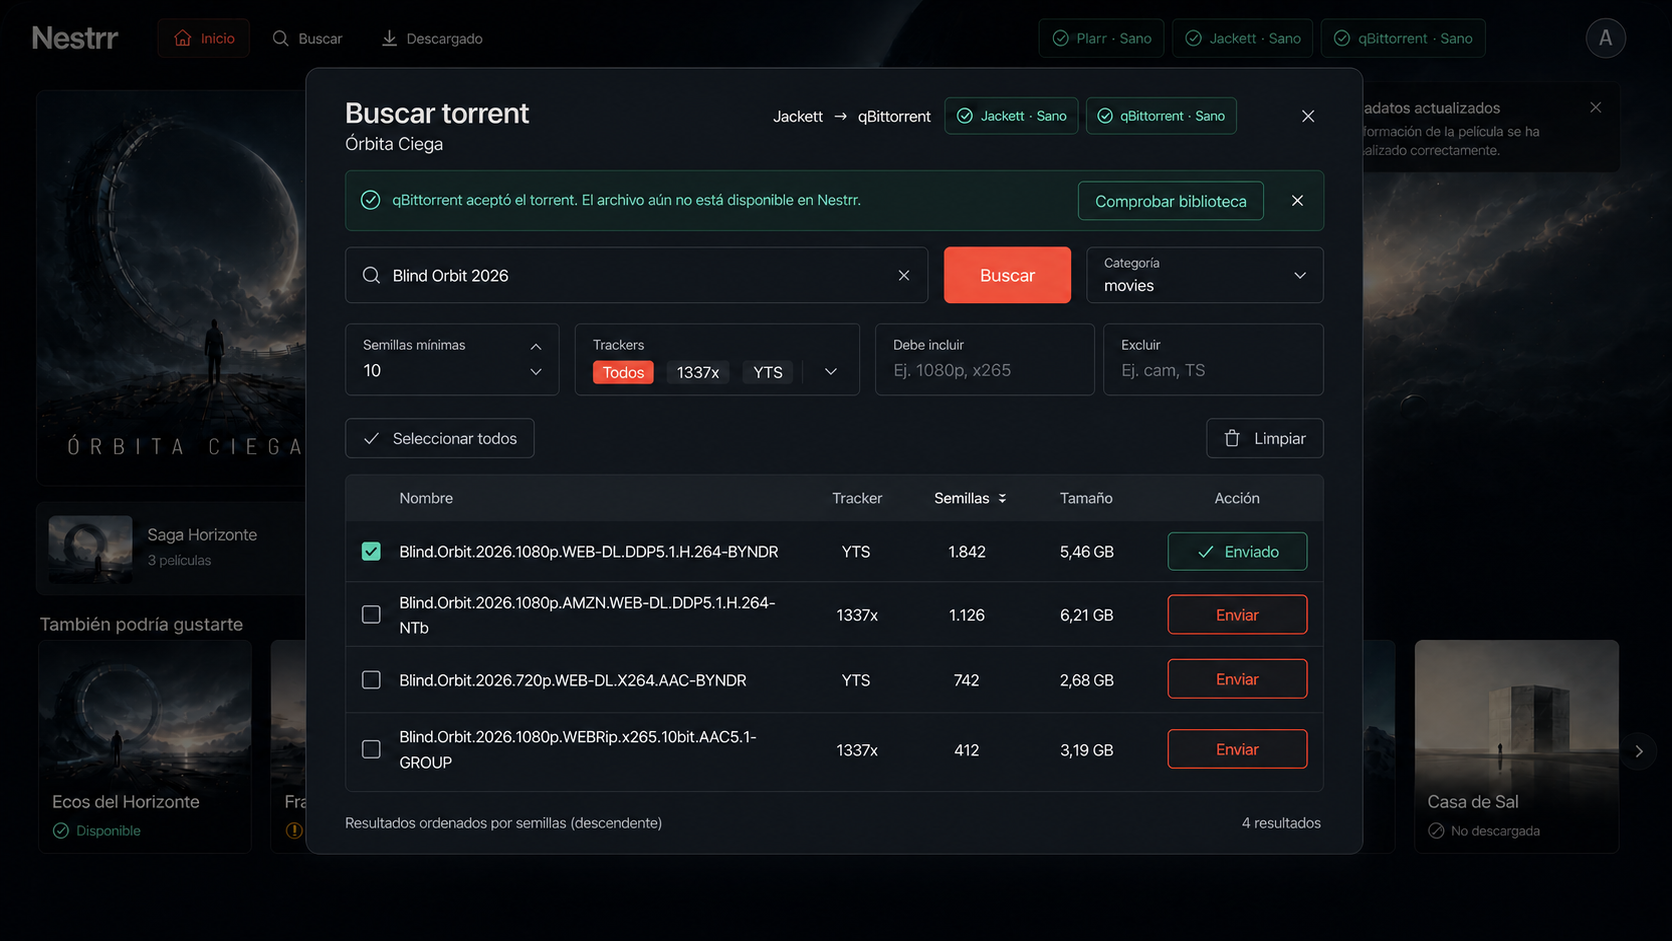 Nestrr
Inicio
Buscar
Descargado
Plarr · Sano
Jackett · Sano
qBittorrent · Sano
A
Buscar torrent
Órbita Ciega
Jackett → qBittorrent
Jackett · Sano
qBittorrent · Sano
adatos actualizados
formación de la película se ha
alizado correctamente.
qBittorrent aceptó el torrent. El archivo aún no está disponible en Nestrr.
Comprobar biblioteca
Blind Orbit 2026
Buscar
Categoría
movies
Semillas mínimas
10
Trackers
Todos 1337x YTS
Debe incluir
Ej. 1080p, x265
Excluir
Ej. cam, TS
Seleccionar todos
Limpiar
ÓRBITA CIEGA
Nombre Tracker Semillas Tamaño Acción
Blind.Orbit.2026.1080p.WEB-DL.DDP5.1.H.264-BYNDR YTS 1.842 5,46 GB Enviado
Blind.Orbit.2026.1080p.AMZN.WEB-DL.DDP5.1.H.264-
NTb
1337x 1.126 6,21 GB Enviar
Blind.Orbit.2026.720p.WEB-DL.X264.AAC-BYNDR YTS 742 2,68 GB Enviar
Blind.Orbit.2026.1080p.WEBRip.x265.10bit.AAC5.1-
GROUP
1337x 412 3,19 GB Enviar
Resultados ordenados por semillas (descendente)
4 resultados
Saga Horizonte
3 películas
También podría gustarte
Ecos del Horizonte
Disponible
Fra
Casa de Sal
No descargada